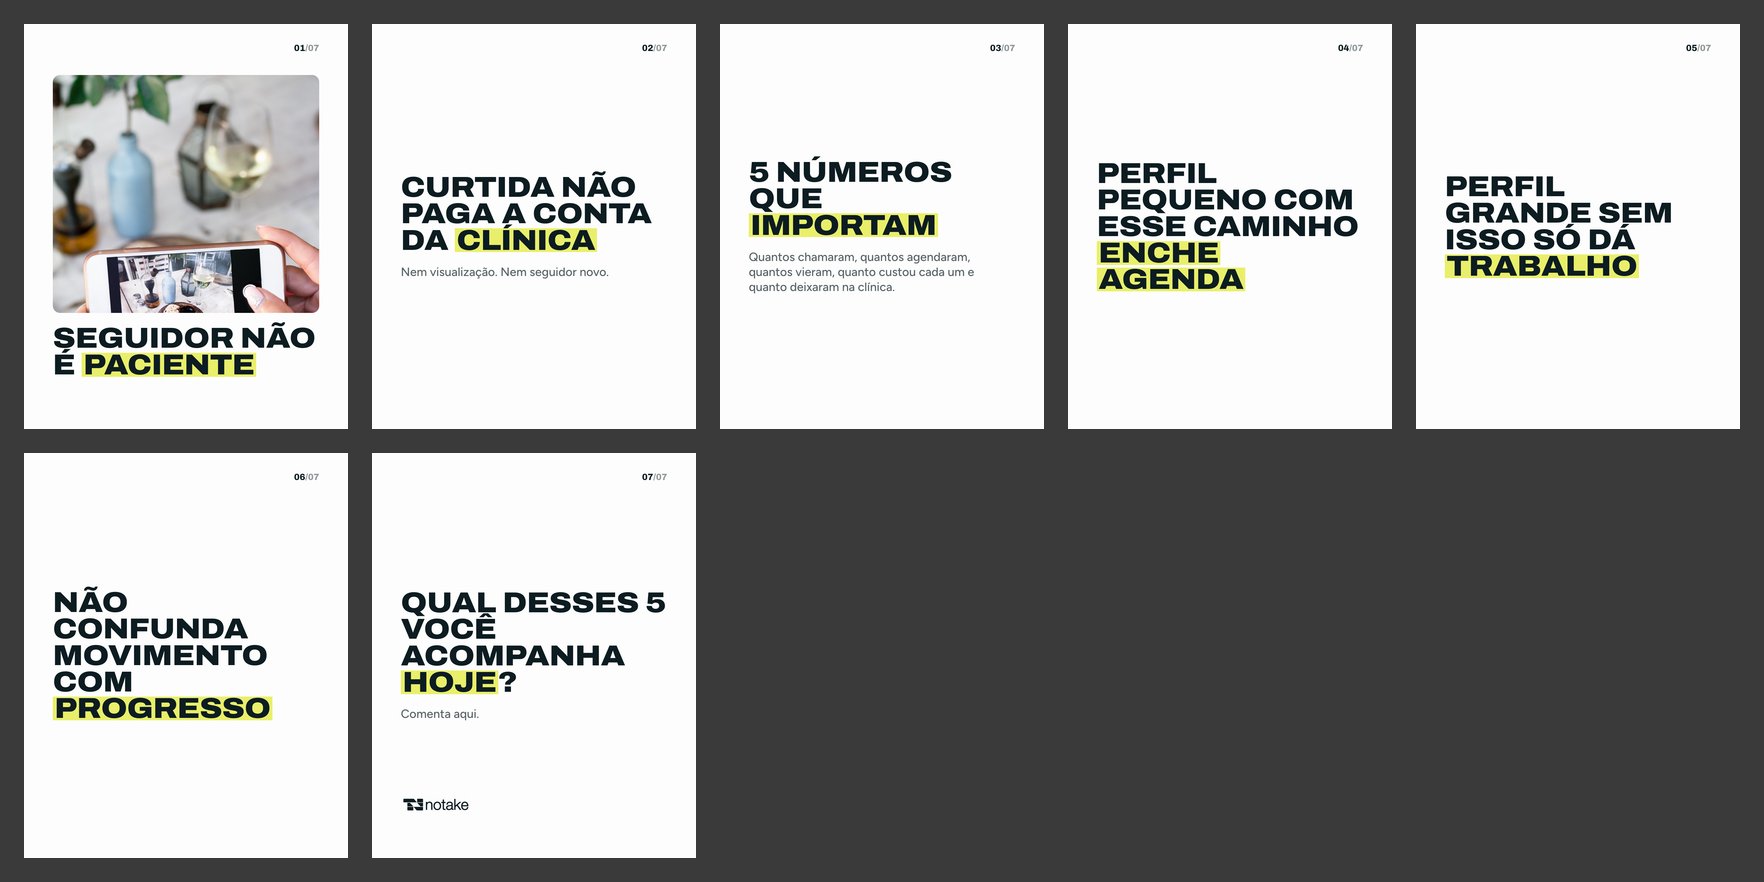 01/07
SEGUIDOR NÃO
É PACIENTE
02/07
CURTIDA NÃO
PAGA A CONTA
DA CLÍNICA
Nem visualização. Nem seguidor novo.
03/07
5 NÚMEROS
QUE
IMPORTAM
Quantos chamaram, quantos agendaram,
quantos vieram, quanto custou cada um e
quanto deixaram na clínica.
04/07
PERFIL
PEQUENO COM
ESSE CAMINHO
ENCHE
AGENDA
05/07
PERFIL
GRANDE SEM
ISSO SÓ DÁ
TRABALHO
06/07
NÃO
CONFUNDA
MOVIMENTO
COM
PROGRESSO
07/07
QUAL DESSES 5
VOCÊ
ACOMPANHA
HOJE?
Comenta aqui.
notake